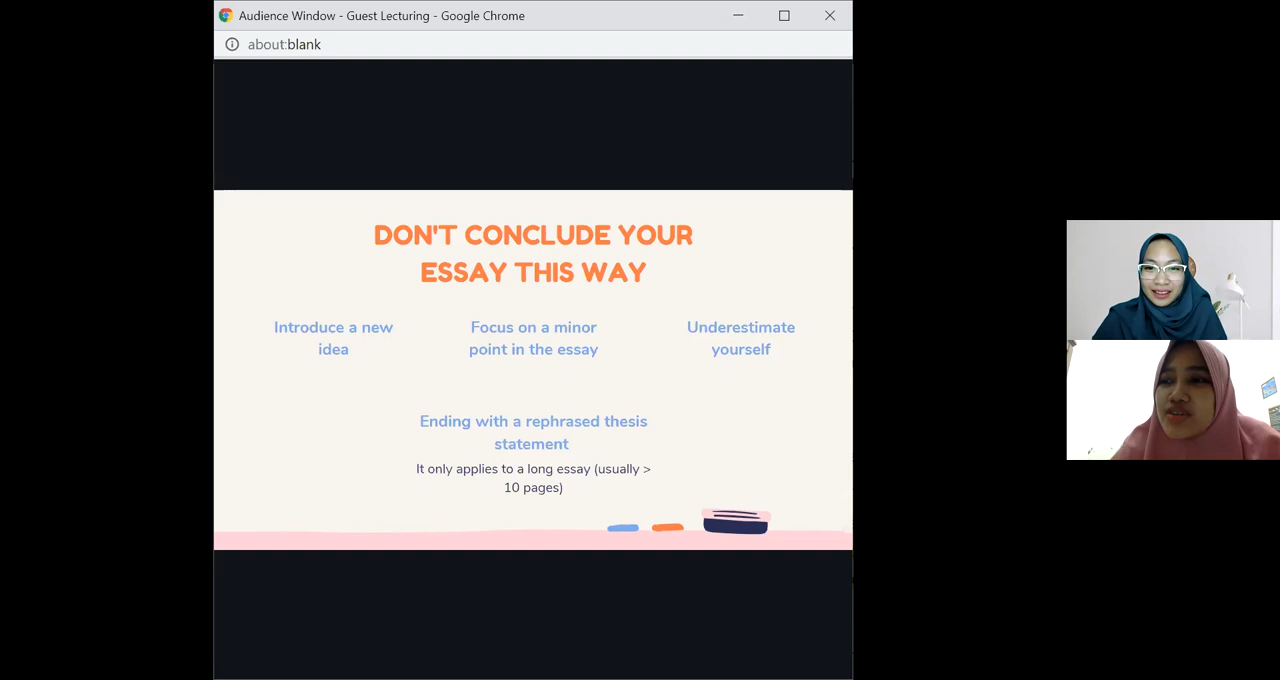 Audience Window - Guest Lecturing - Google Chrome
about:blank
DON'T CONCLUDE YOUR
ESSAY THIS WAY
Introduce a new
idea
Focus on a minor
point in the essay
Underestimate
yourself
Ending with a rephrased thesis
statement
It only applies to a long essay (usually >
10 pages)